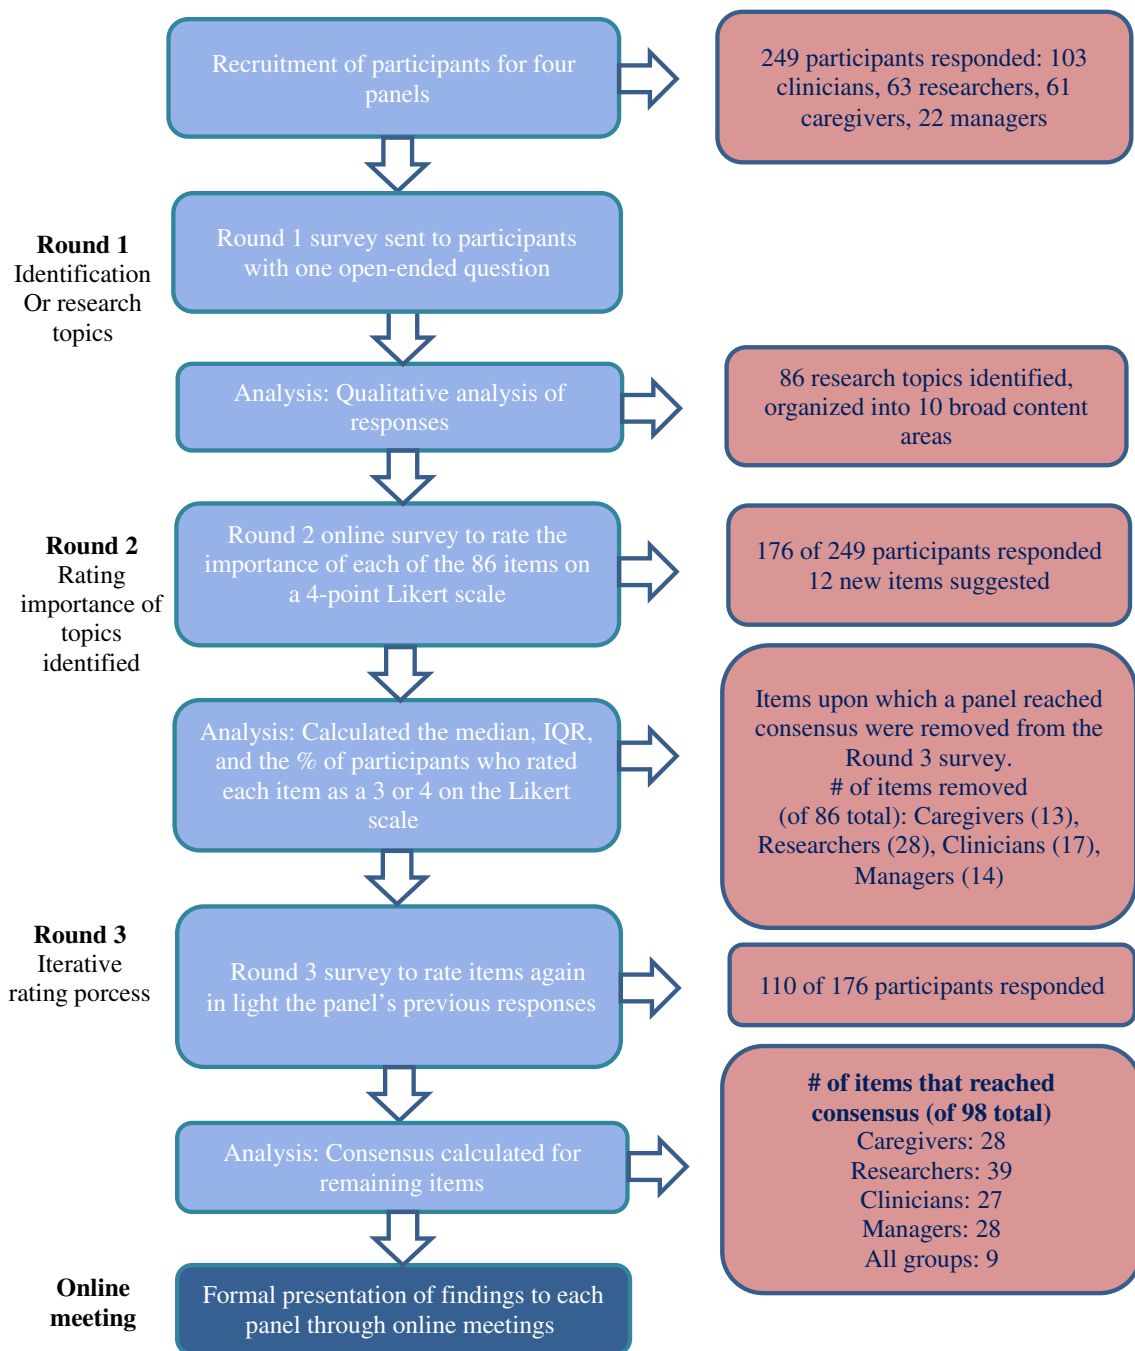 Recruitment of participants for four
panels
249 participants responded: 103
clinicians, 63 researchers, 61
caregivers, 22 managers
Round 1
Identification
Or research
topics
Round 1 survey sent to participants
with one open-ended question
Analysis: Qualitative analysis of
responses
86 research topics identified,
organized into 10 broad content
areas
Round 2
Rating
importance of
topics
identified
Round 2 online survey to rate the
importance of each of the 86 items on
a 4-point Likert scale
176 of 249 participants responded
12 new items suggested
Analysis: Calculated the median, IQR,
and the % of participants who rated
each item as a 3 or 4 on the Likert
scale
Items upon which a panel reached
consensus were removed from the
Round 3 survey.
# of items removed
(of 86 total): Caregivers (13),
Researchers (28), Clinicians (17),
Managers (14)
Round 3
Iterative
rating porcess
Round 3 survey to rate items again
in light the panel's previous responses
110 of 176 participants responded
Analysis: Consensus calculated for
remaining items
# of items that reached
consensus (of 98 total)
Caregivers: 28
Researchers: 39
Clinicians: 27
Managers: 28
All groups: 9
Online
meeting
Formal presentation of findings to each
panel through online meetings